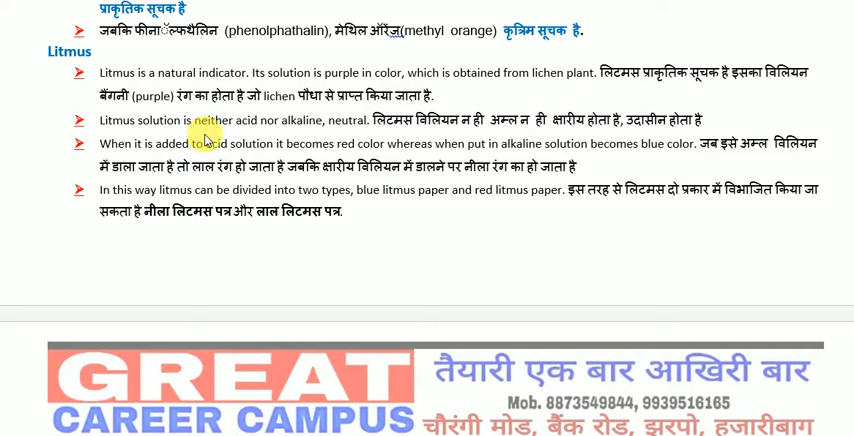 प्राकृतिक सूचक है
➢ जबकि फीनाॅल्फथैलिन (phenolphathalin), मेथिल ऑरेंज(methyl orange) कृत्रिम सूचक है.
Litmus
➢ Litmus is a natural indicator. Its solution is purple in color, which is obtained from lichen plant. लिटमस प्राकृतिक सूचक है इसका विलियन
बैंगनी (purple) रंग का होता है जो lichen पौधा से प्राप्त किया जाता है.
➢ Litmus solution is neither acid nor alkaline, neutral. लिटमस विलियन न ही अम्ल न ही क्षारीय होता है, उदासीन होता है
➢ When it is added to acid solution it becomes red color whereas when put in alkaline solution becomes blue color. जब इसे अम्ल विलियन
में डाला जाता है तो लाल रंग हो जाता है जबकि क्षारीय विलियन में डालने पर नीला रंग का हो जाता है
➢ In this way litmus can be divided into two types, blue litmus paper and red litmus paper. इस तरह से लिटमस दो प्रकार में विभाजित किया जा
सकता है नीला लिटमस पत्र और लाल लिटमस पत्र.
GREAT
CAREER CAMPUS
तैयारी एक बार आखिरी बार
Mob. 8873549844, 9939516165
चौरंगी मोड़, बैंक रोड, झरपो, हजारीबाग